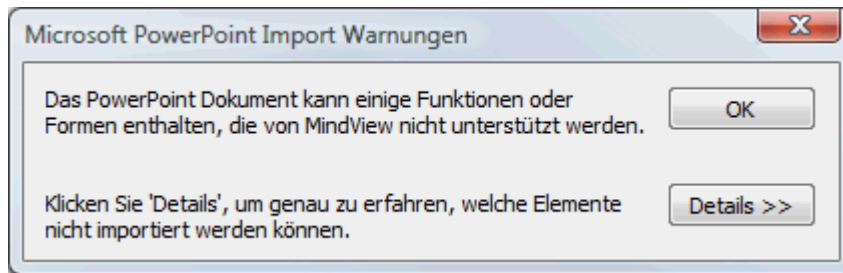 Microsoft PowerPoint Import Warnungen
Das PowerPoint Dokument kann einige Funktionen oder
Formen enthalten, die von MindView nicht unterstützt werden.
OK
Klicken Sie 'Details', um genau zu erfahren, welche Elemente
nicht importiert werden können.
Details >>